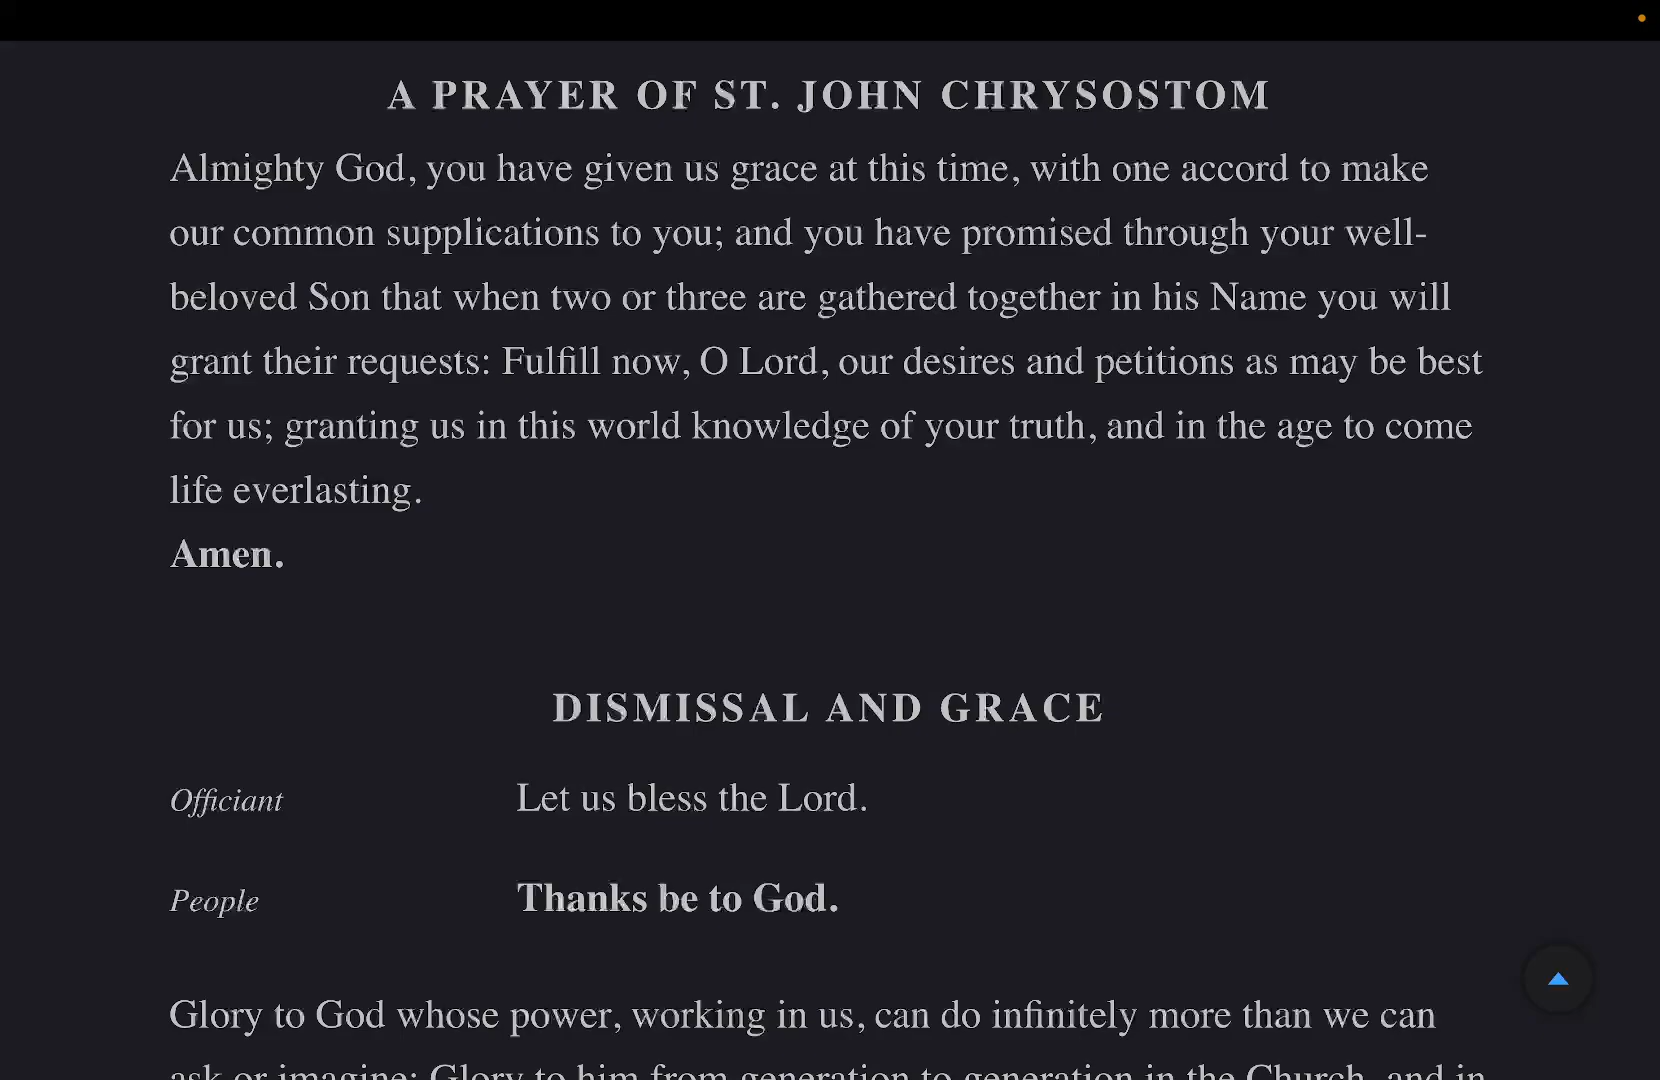 A PRAYER OF ST. JOHN CHRYSOSTOM
Almighty God, you have given us grace at this time, with one accord to make
our common supplications to you; and you have promised through your well-
beloved Son that when two or three are gathered together in his Name you will
grant their requests: Fulfill now, O Lord, our desires and petitions as may be best
for us; granting us in this world knowledge of your truth, and in the age to come
life everlasting.
Amen.
DISMISSAL AND GRACE
Officiant Let us bless the Lord.
People Thanks be to God.
Glory to God whose power, working in us, can do infinitely more than we can
ask or imagine: Glory to him from generation to generation in the Church, and in